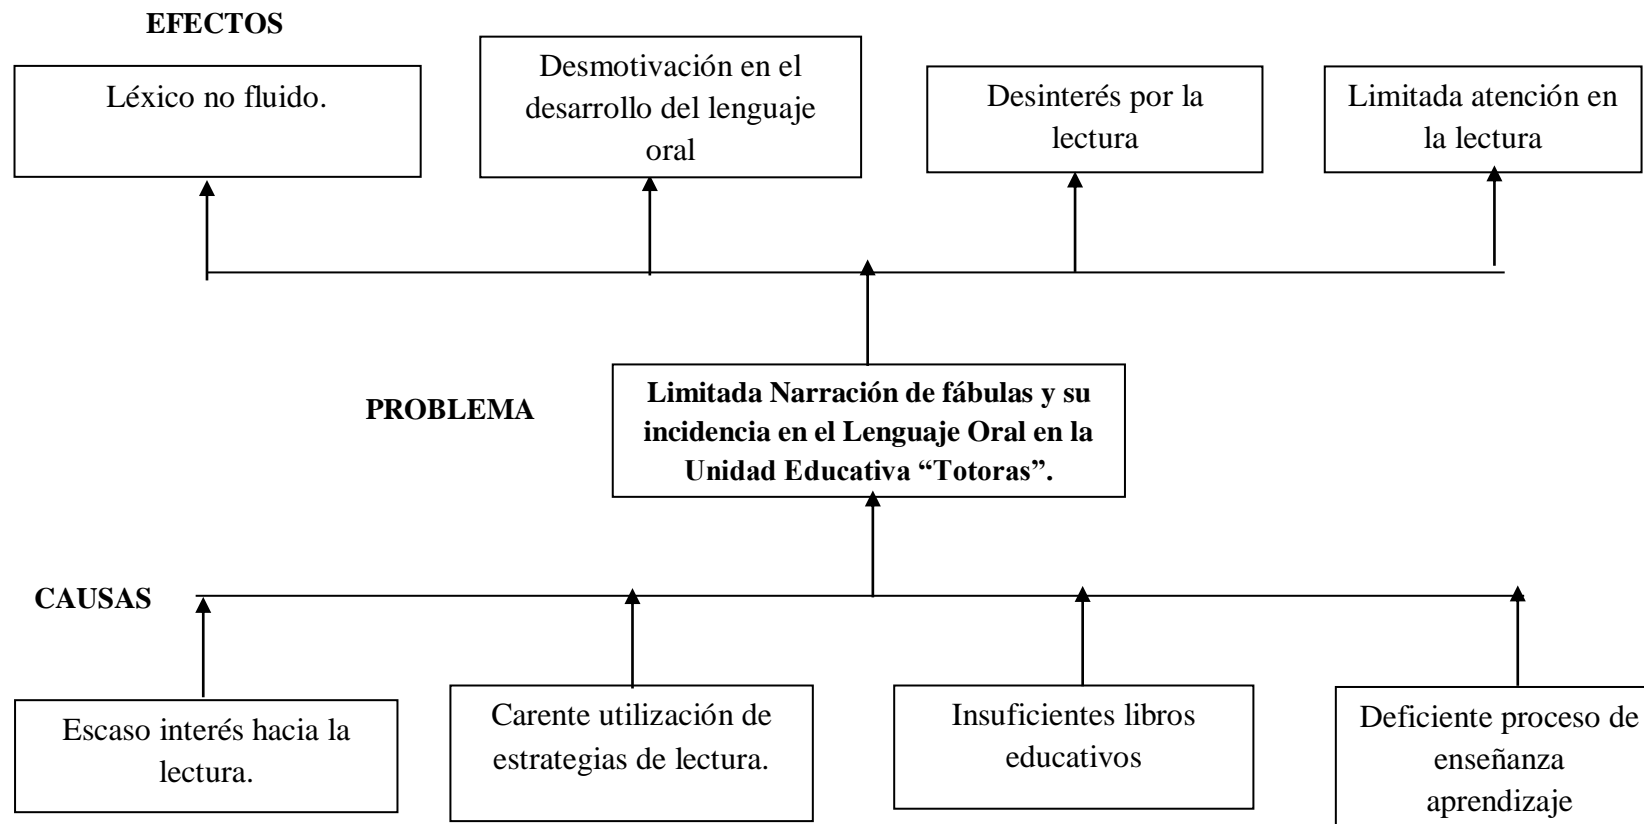 EFECTOS
Léxico no fluido.
Desmotivación en el
desarrollo del lenguaje
oral
Desinterés por la
lectura
Limitada atención en
la lectura
PROBLEMA
Limitada Narración de fábulas y su
incidencia en el Lenguaje Oral en la
Unidad Educativa “Totoras”.
CAUSAS
Escaso interés hacia la
lectura.
Carente utilización de
estrategias de lectura.
Insuficientes libros
educativos
Deficiente proceso de
enseñanza
aprendizaje